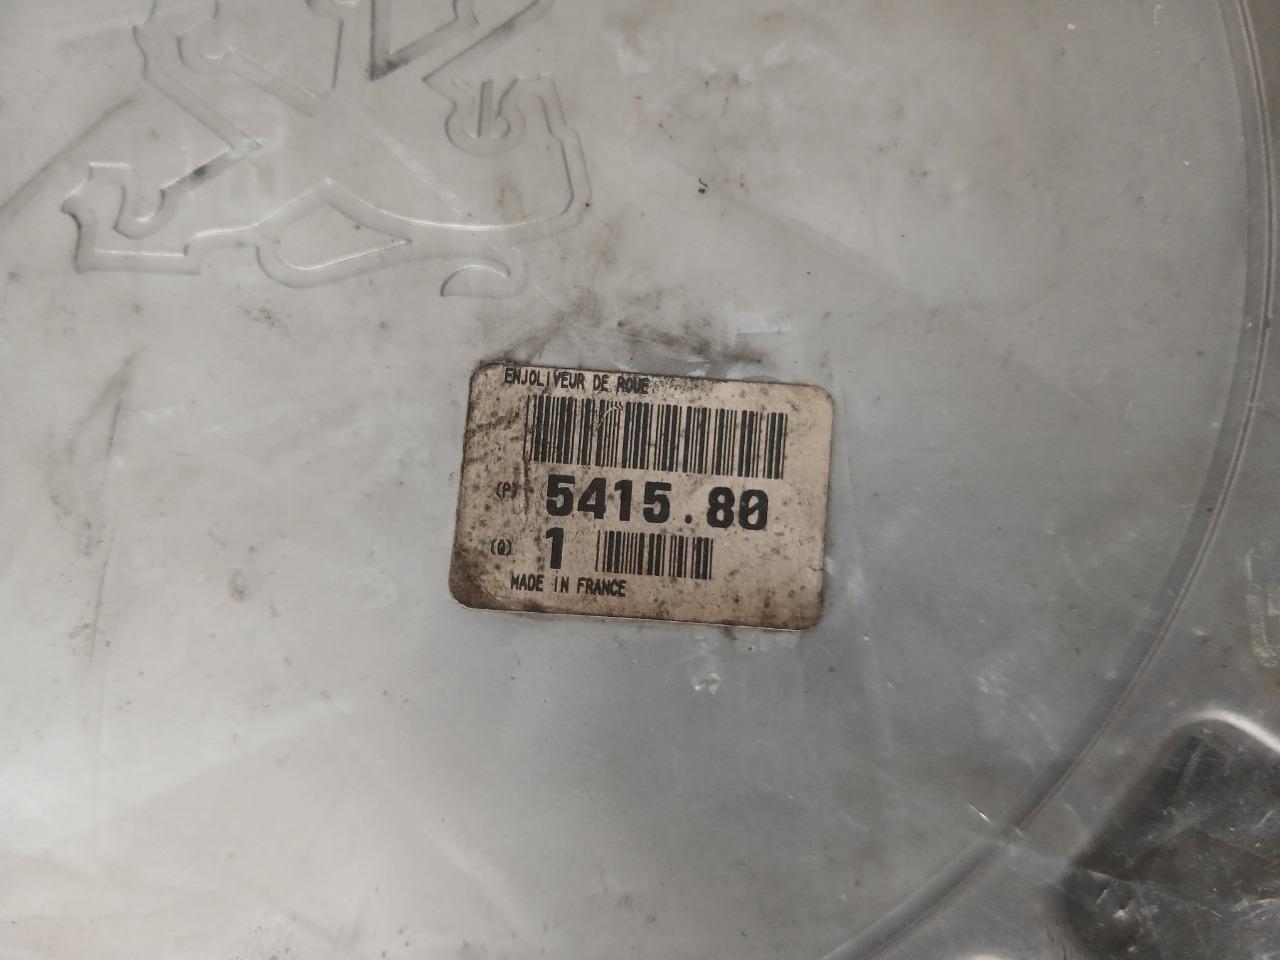 ENJOLIVEUR DE ROUE
(P) 5415.80
(Q) 1
MADE IN FRANCE